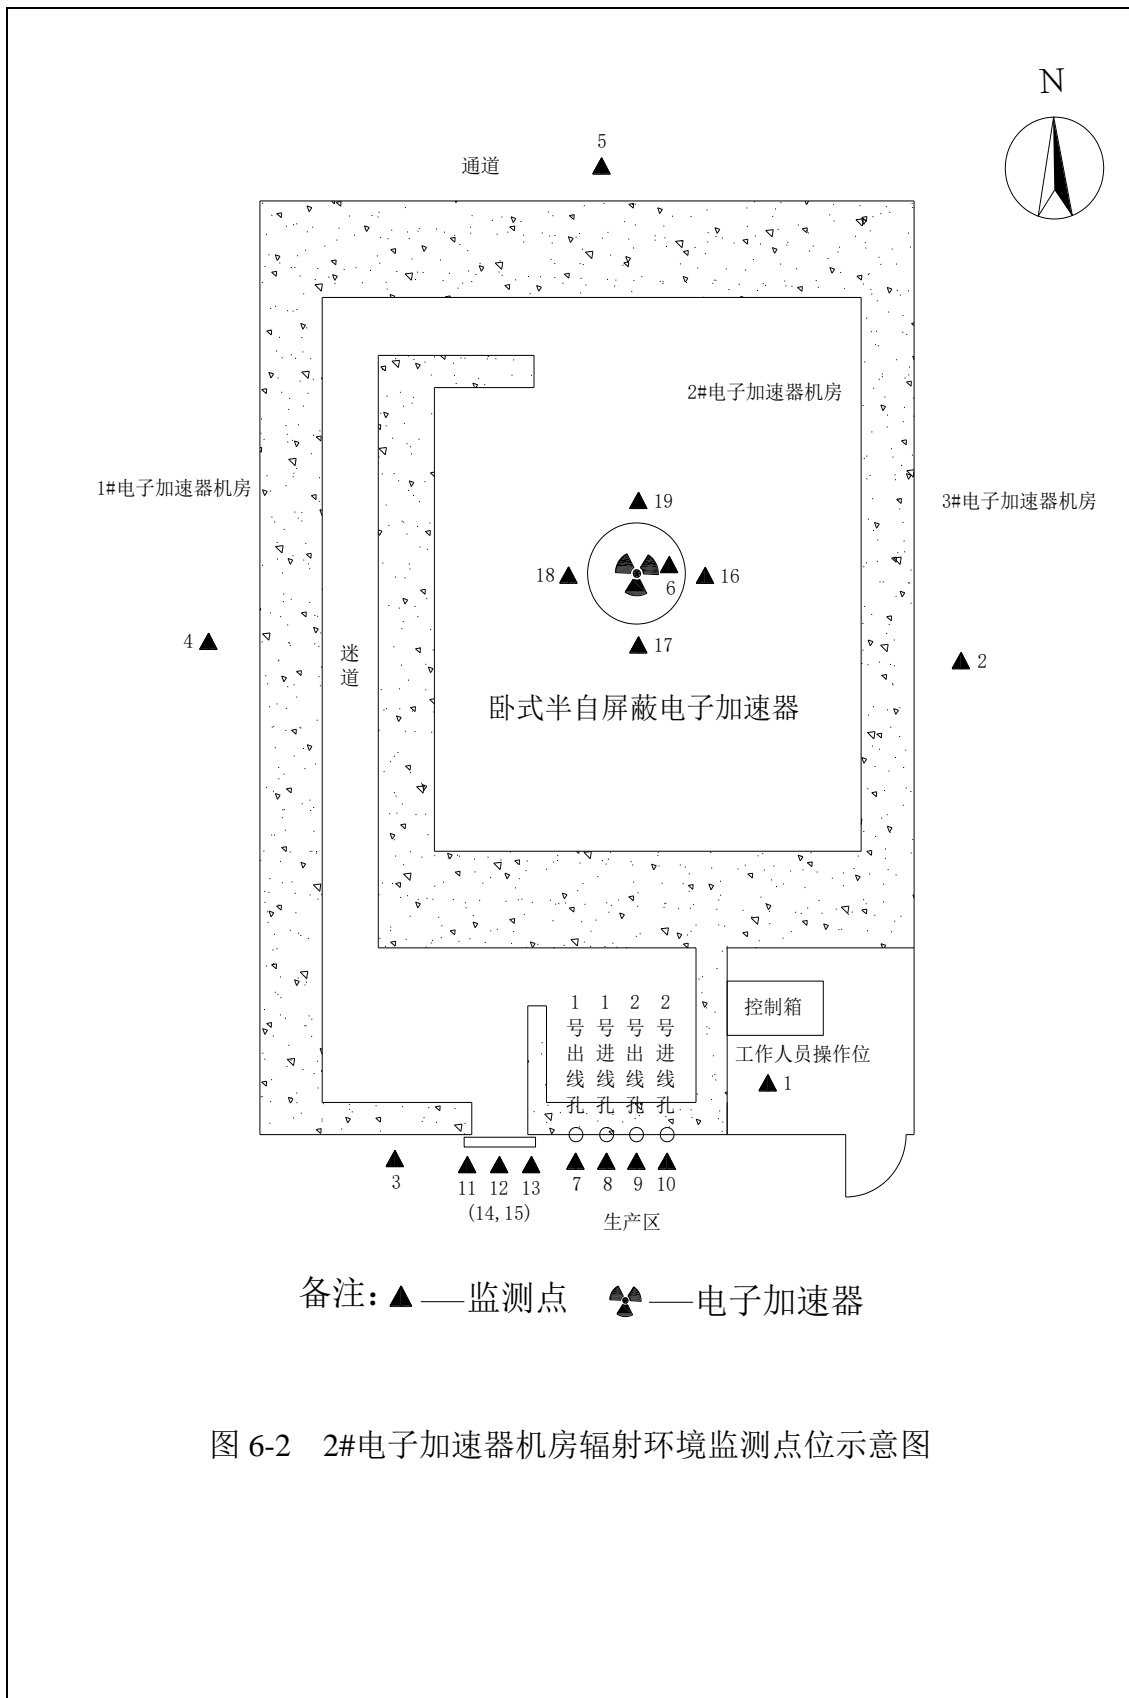 N
5
通道
2#电子加速器机房
1#电子加速器机房
3#电子加速器机房
19
18
6
16
17
4
2
迷道
卧式半自屏蔽电子加速器
1号出线孔
1号进线孔
2号出线孔
2号进线孔
控制箱
工作人员操作位
1
3
11
12
13
7
8
9
10
(14,15)
生产区
备注：▲——监测点 ——电子加速器
图 6-2 2#电子加速器机房辐射环境监测点位示意图